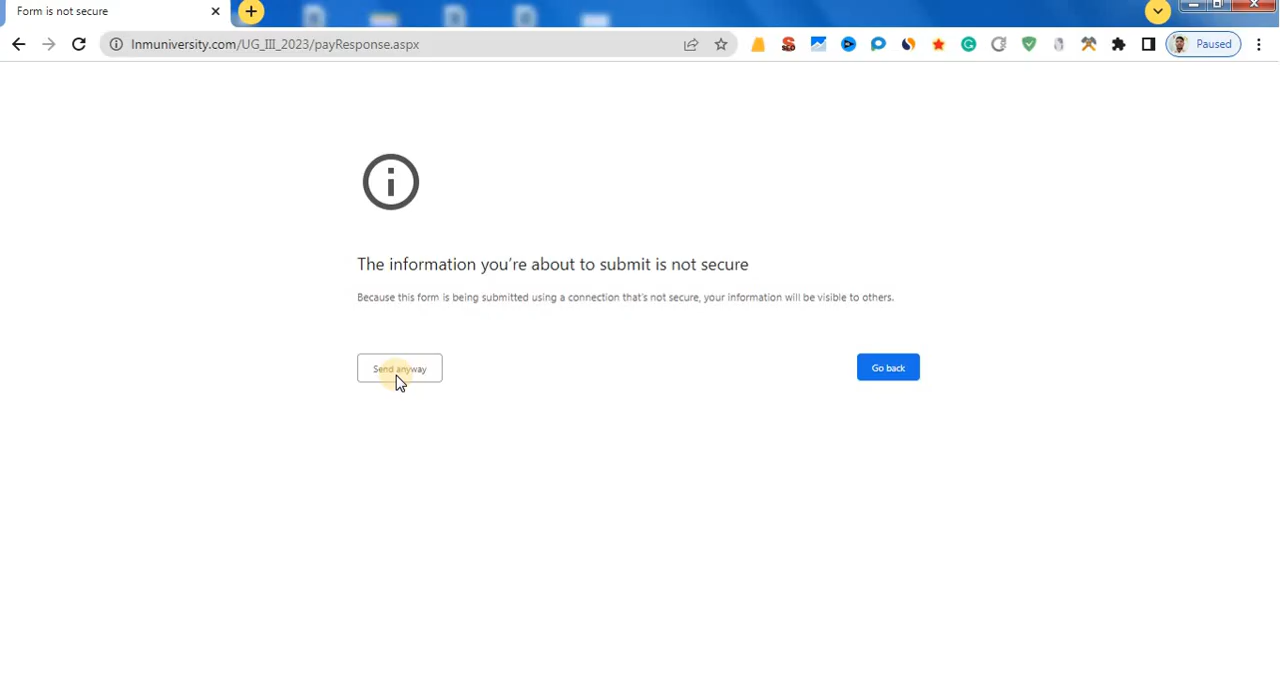 Form is not secure
lnmuniversity.com/UG_III_2023/payResponse.aspx
Paused
The information you're about to submit is not secure
Because this form is being submitted using a connection that's not secure, your information will be visible to others.
Send anyway
Go back